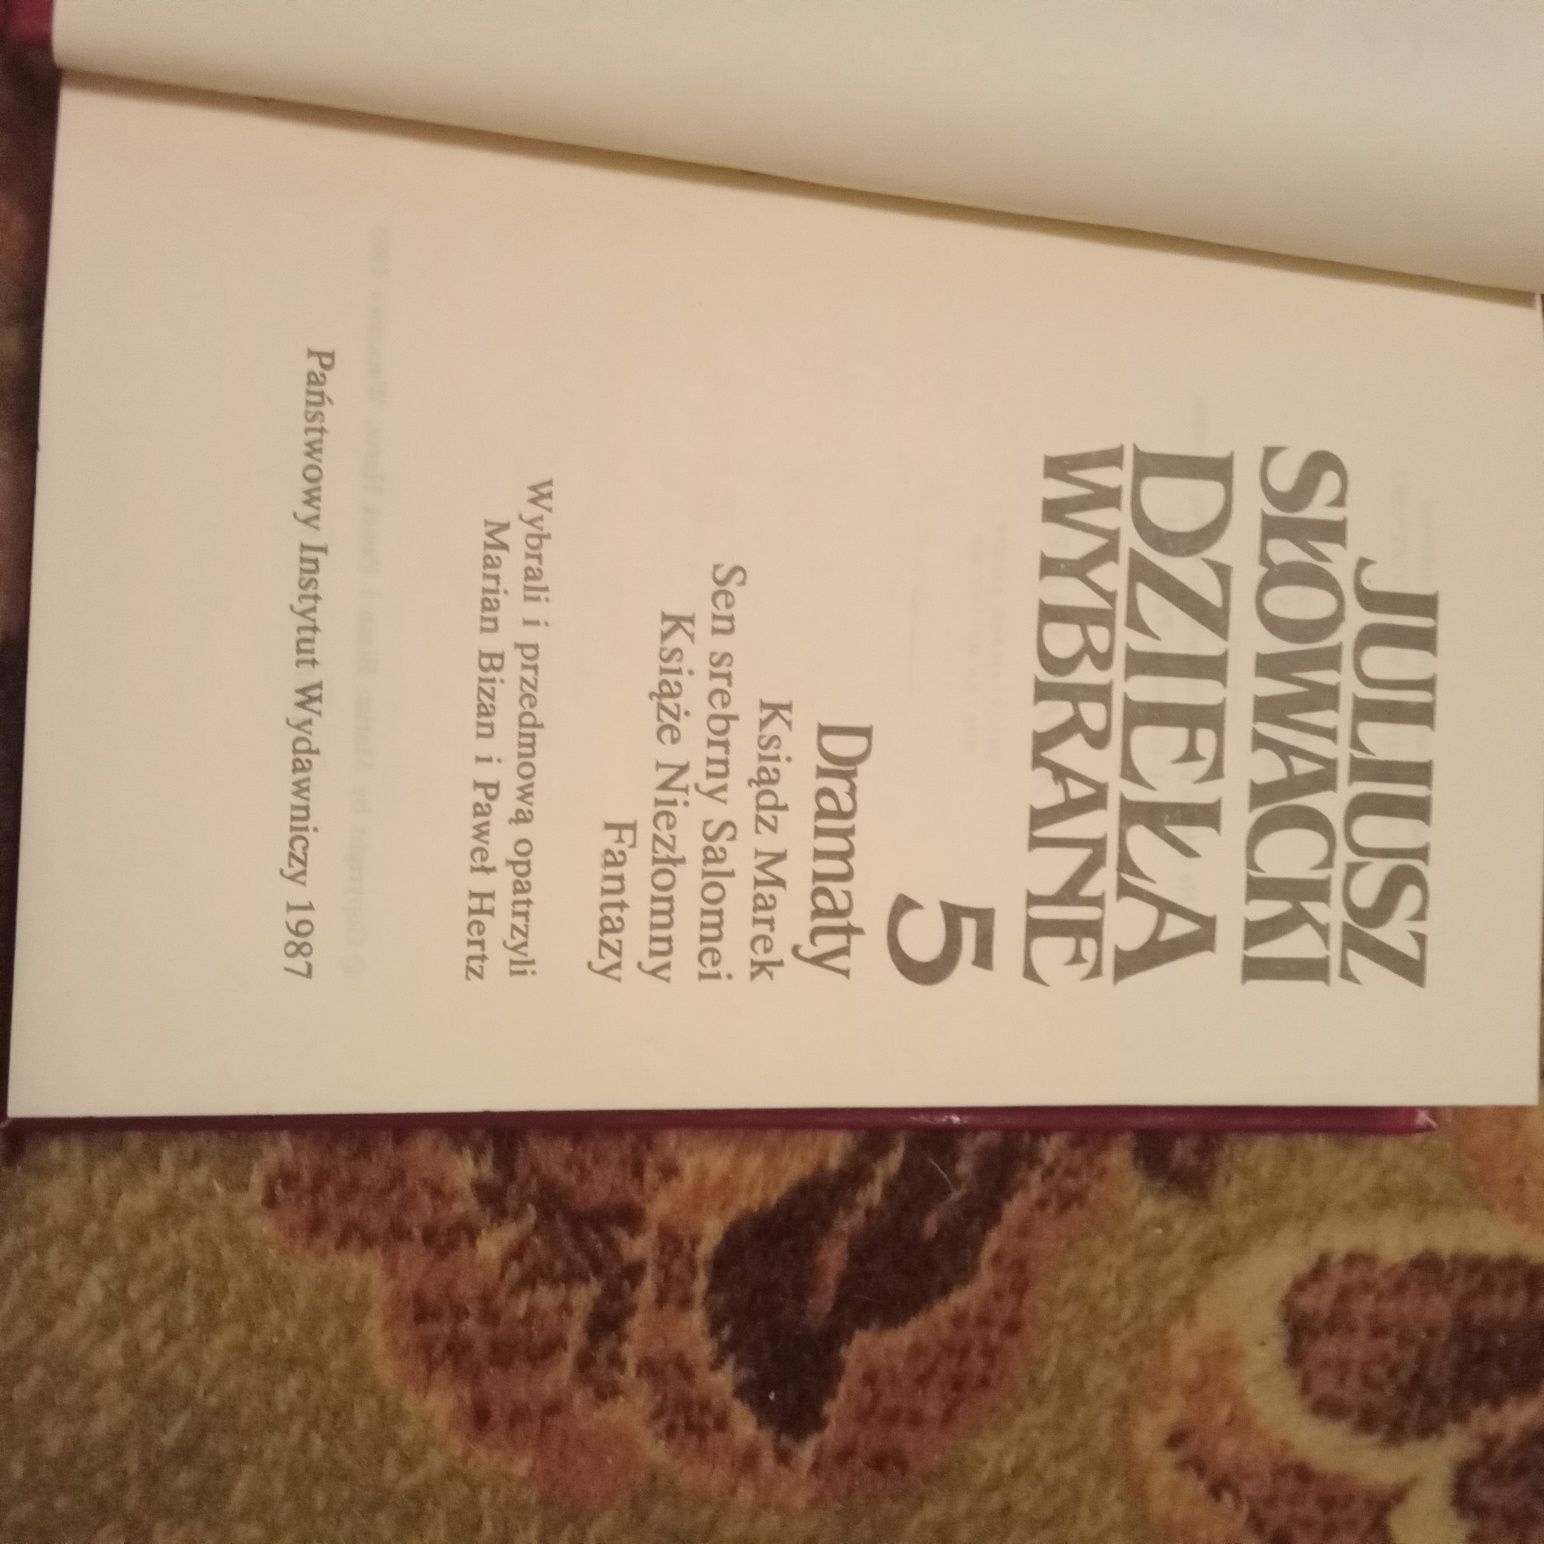 JULIUSZ
SŁOWACKI
DZIEŁA
WYBRANE
5
Dramaty
Ksiądz Marek
Sen srebrny Salomei
Książe Niezłomny
Fantazy
Wybrali i przedmową opatrzyli
Marian Bizan i Paweł Hertz
Państwowy Instytut Wydawniczy 1987